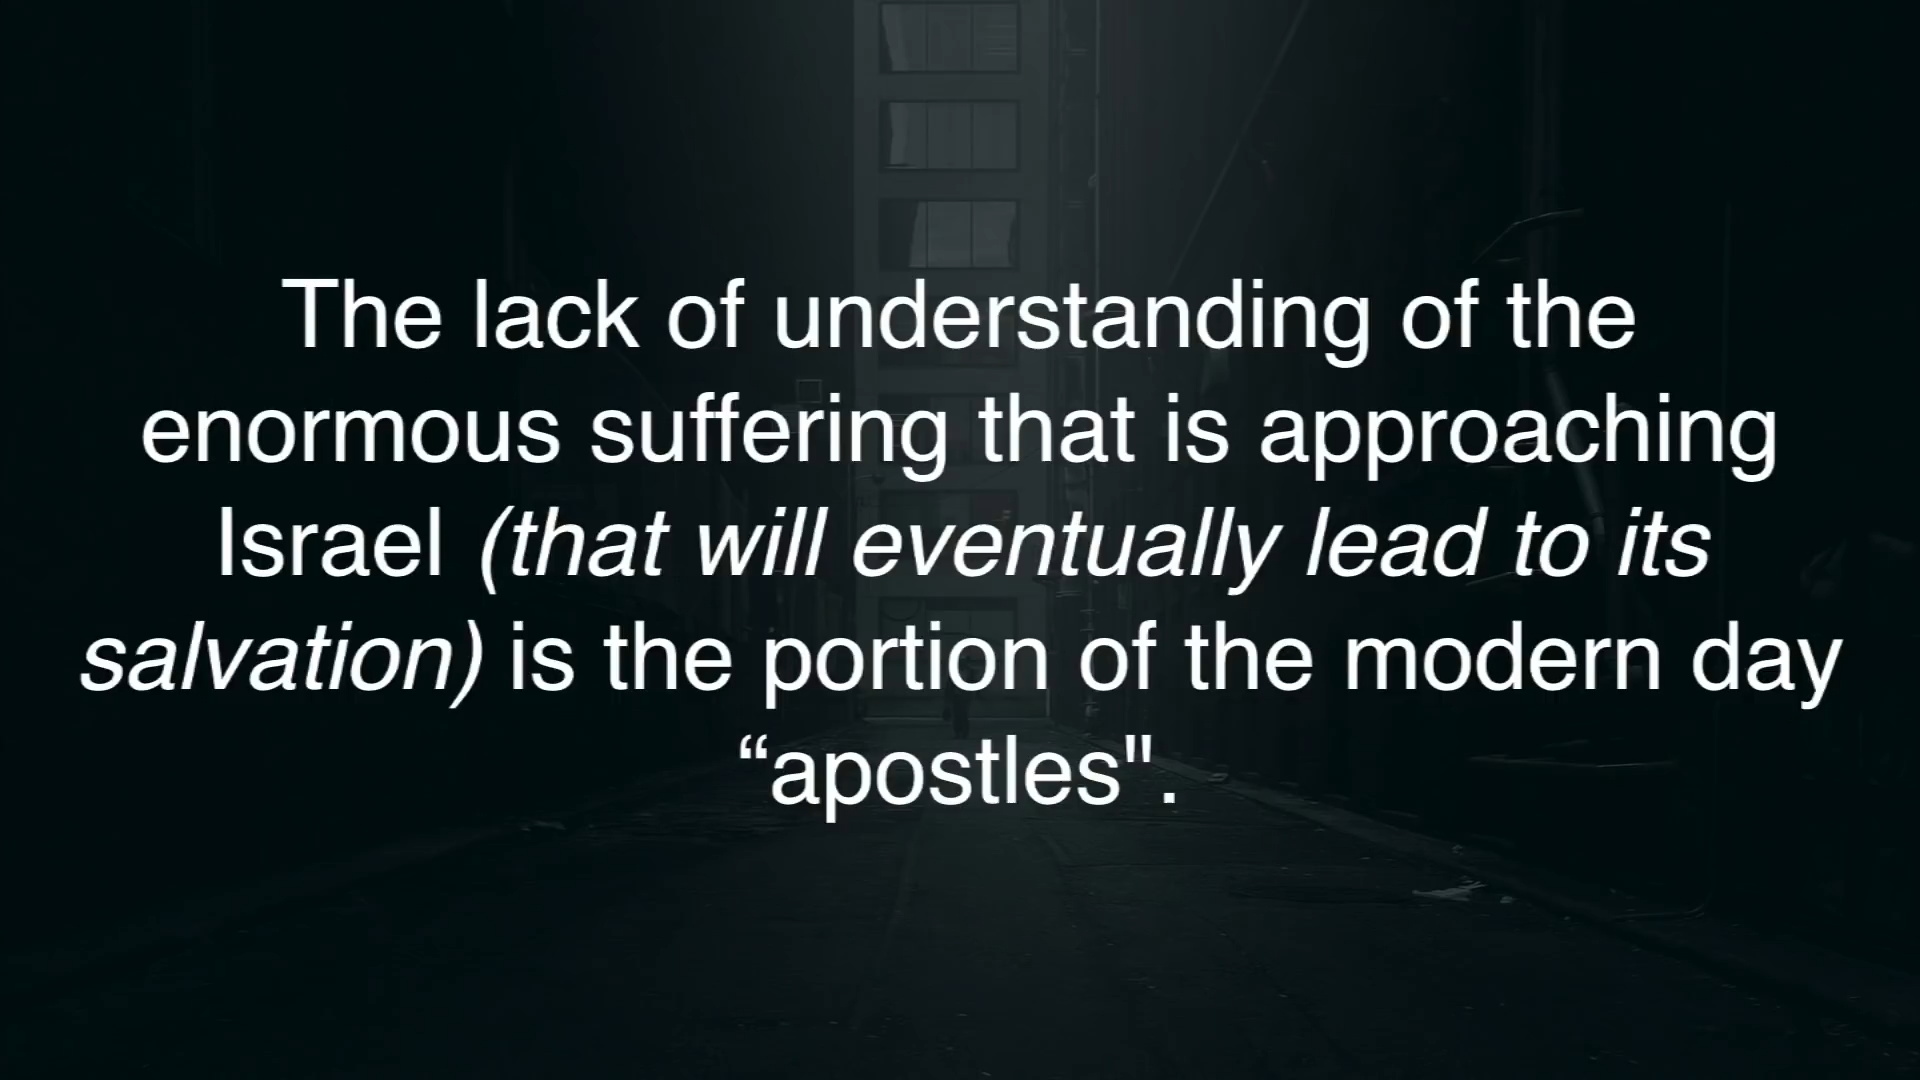 The lack of understanding of the
enormous suffering that is approaching
Israel (that will eventually lead to its
salvation) is the portion of the modern day
“apostles".